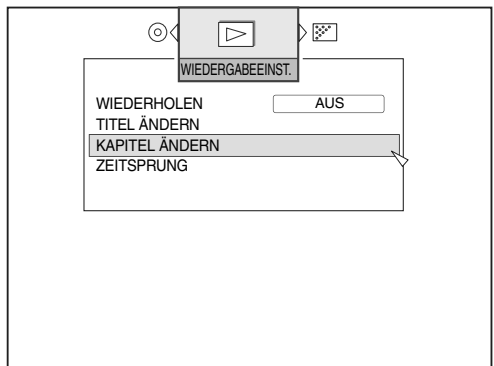 WIEDERGABEEINST.
WIEDERHOLEN AUS
TITEL ÄNDERN
KAPITEL ÄNDERN
ZEITSPRUNG